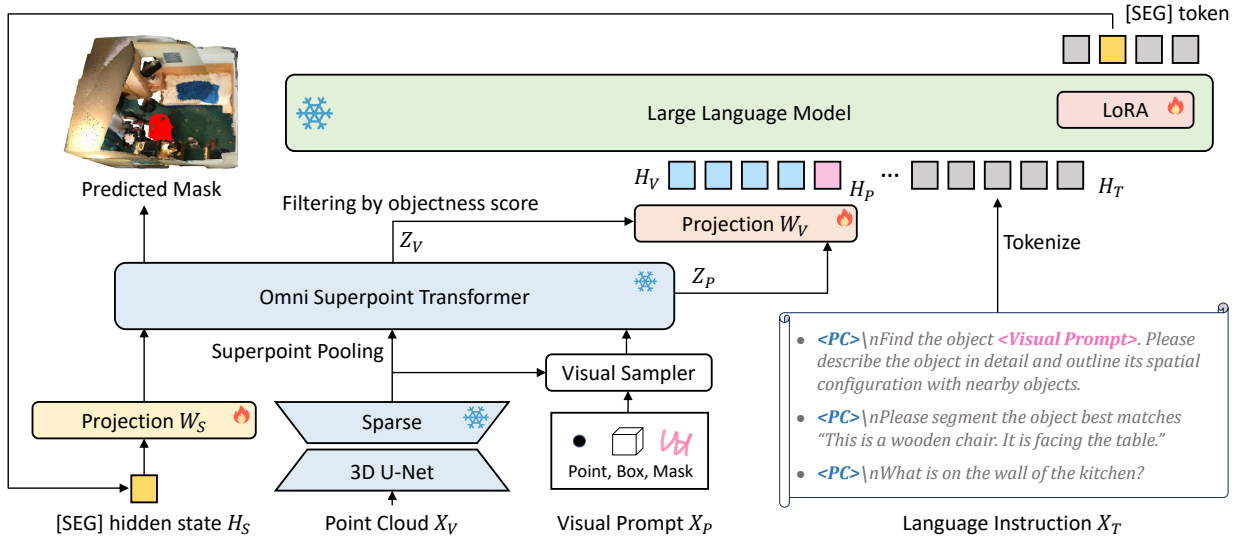 [SEG] token
Large Language Model
LoRA
Predicted Mask
H_V
H_P
...
H_T
Filtering by objectness score
Projection W_V
Z_V
Tokenize
Omni Superpoint Transformer
Z_P
Superpoint Pooling
Visual Sampler
Projection W_S
Sparse
3D U-Net
Point, Box, Mask
• <PC>\nFind the object <Visual Prompt>. Please
describe the object in detail and outline its spatial
configuration with nearby objects.
• <PC>\nPlease segment the object best matches
“This is a wooden chair. It is facing the table.”
• <PC>\nWhat is on the wall of the kitchen?
[SEG] hidden state H_S
Point Cloud X_V
Visual Prompt X_P
Language Instruction X_T